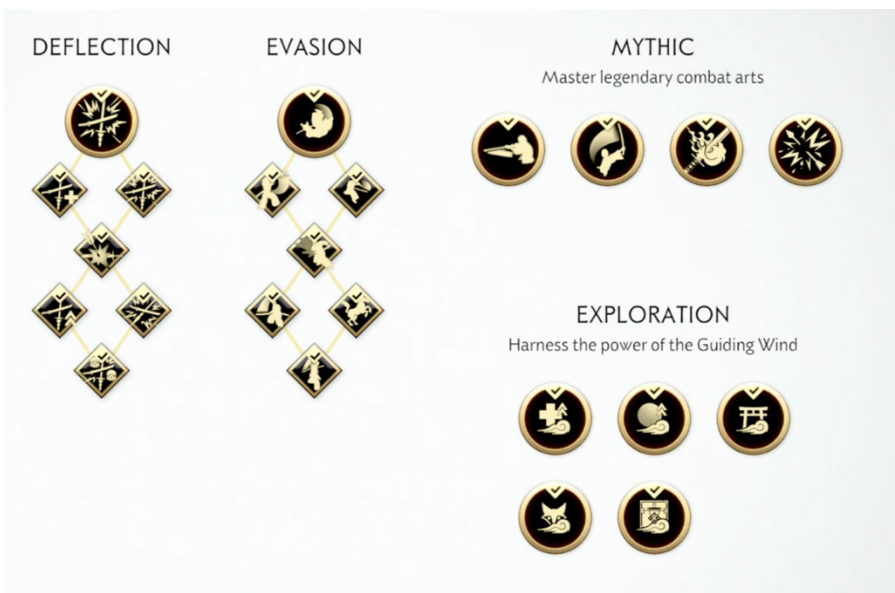 DEFLECTION
EVASION
MYTHIC
Master legendary combat arts
EXPLORATION
Harness the power of the Guiding Wind